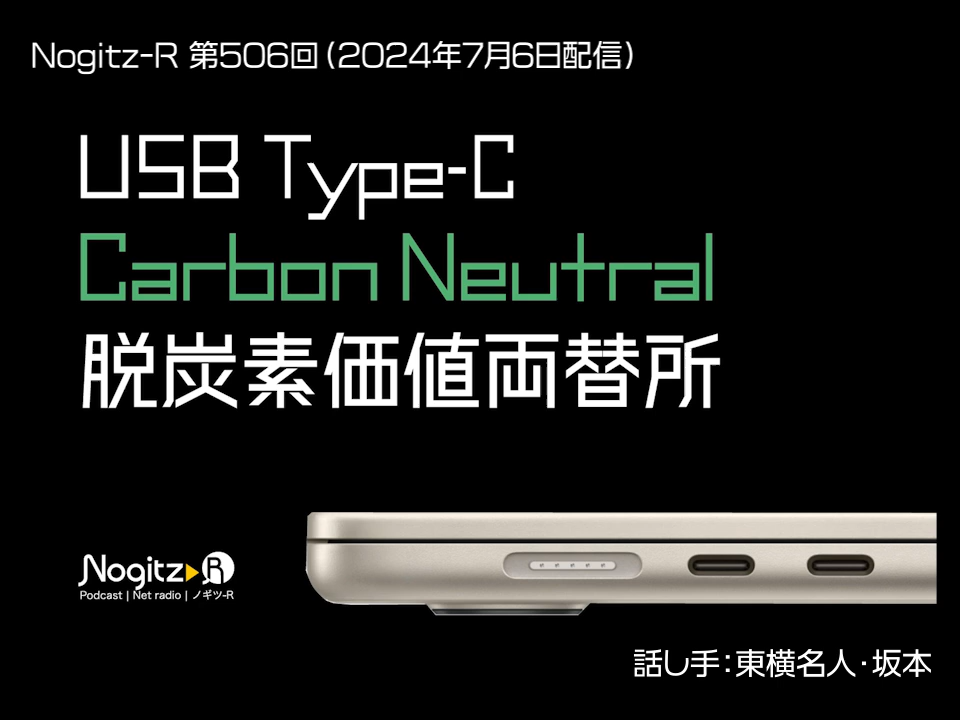 Nogitz-R 第506回（2024年7月6日配信）
USB Type-C
Carbon Neutral
脱炭素価値両替所
Nogitz R
Podcast | Net radio | ノギツ-R
話し手：東横名人・坂本